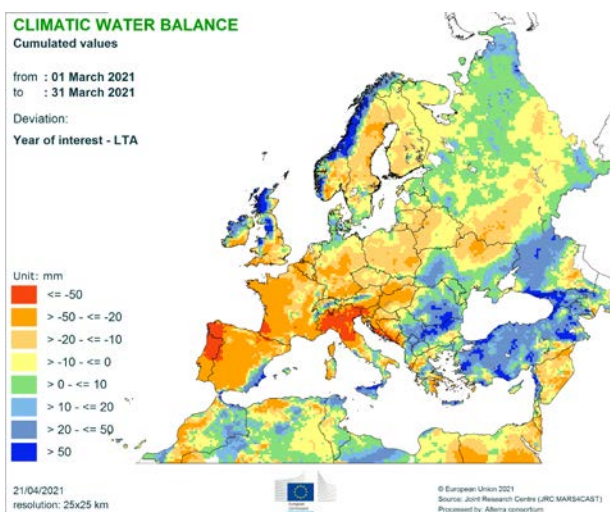 CLIMATIC WATER BALANCE
Cumulated values
from : 01 March 2021
to : 31 March 2021
Deviation:
Year of interest - LTA
Unit: mm
<= -50
> -50 - <= -20
> -20 - <= -10
> -10 - <= 0
> 0 - <= 10
> 10 - <= 20
> 20 - <= 50
> 50
21/04/2021
resolution: 25x25 km
© European Union 2021
Source: Joint Research Centre (JRC MARS4CAST)
Processed by: Alterra consortium